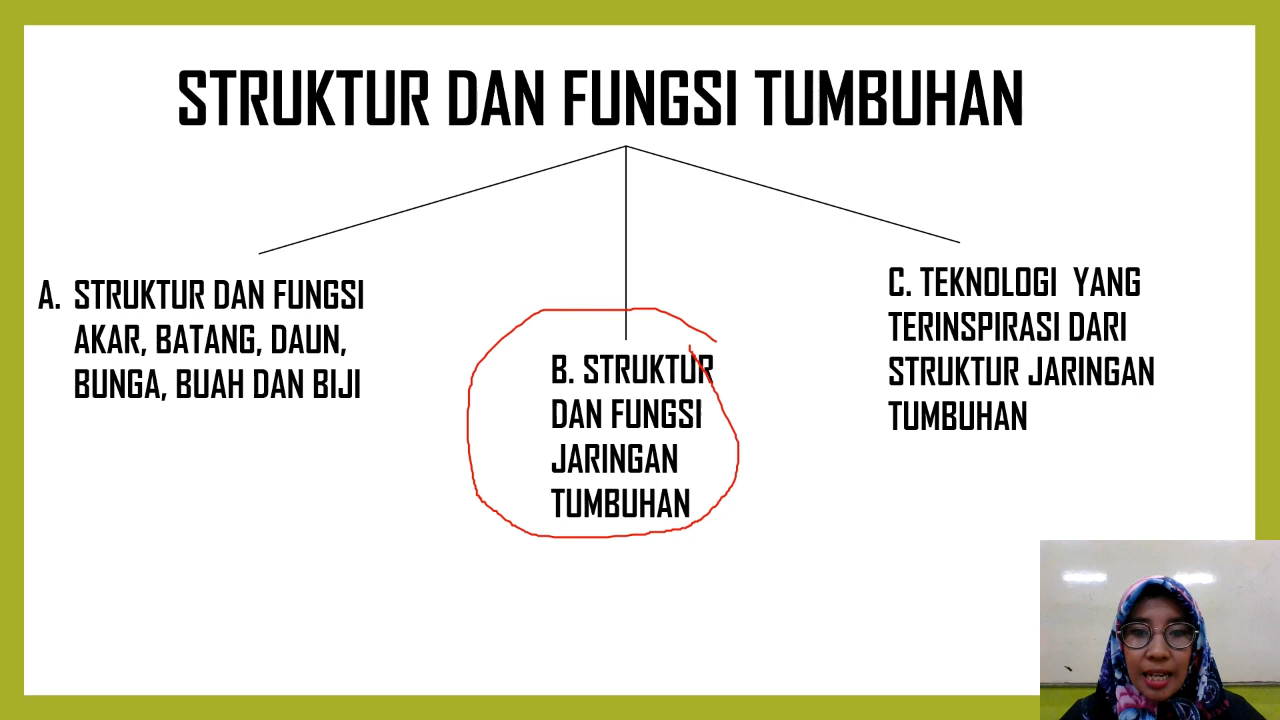 STRUKTUR DAN FUNGSI TUMBUHAN
A. STRUKTUR DAN FUNGSI
AKAR, BATANG, DAUN,
BUNGA, BUAH DAN BIJI
B. STRUKTUR
DAN FUNGSI
JARINGAN
TUMBUHAN
C. TEKNOLOGI YANG
TERINSPIRASI DARI
STRUKTUR JARINGAN
TUMBUHAN